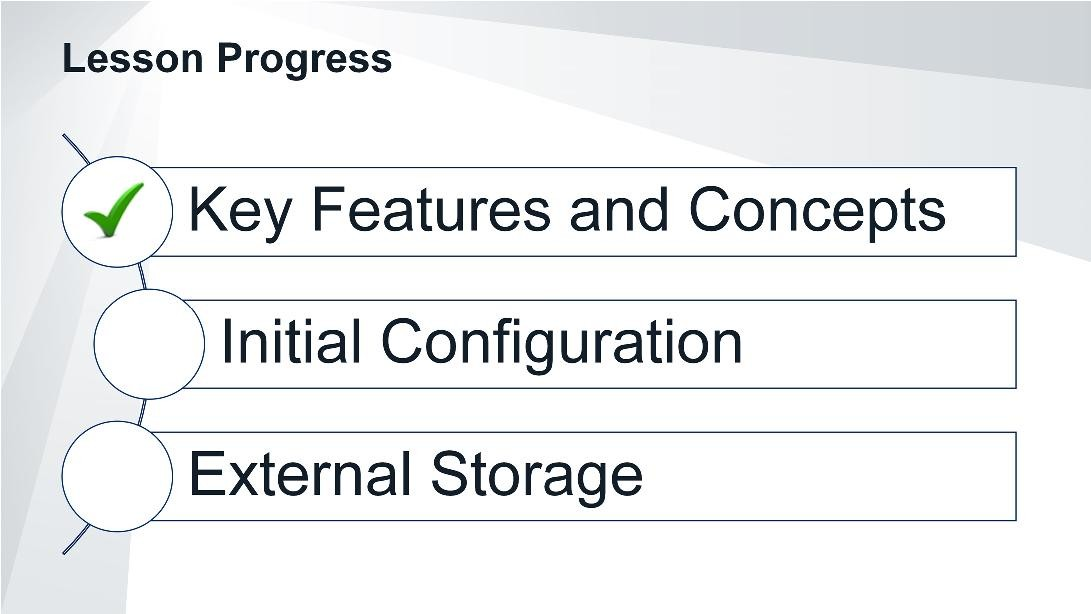 Lesson Progress
Key Features and Concepts
Initial Configuration
External Storage